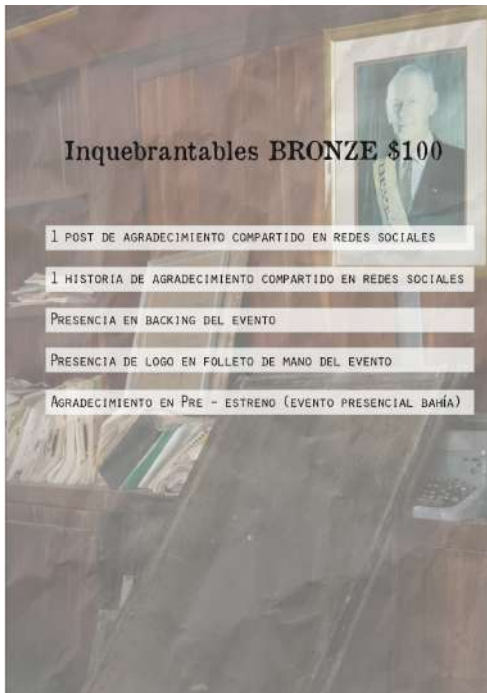 Inquebrantables BRONZE $100
1 POST DE AGRADECIMIENTO COMPARTIDO EN REDES SOCIALES
1 HISTORIA DE AGRADECIMIENTO COMPARTIDO EN REDES SOCIALES
PRESENCIA EN BACKING DEL EVENTO
PRESENCIA DE LOGO EN FOLLETO DE MANO DEL EVENTO
AGRADECIMIENTO EN PRE - ESTRENO (EVENTO PRESENCIAL BAHÍA)